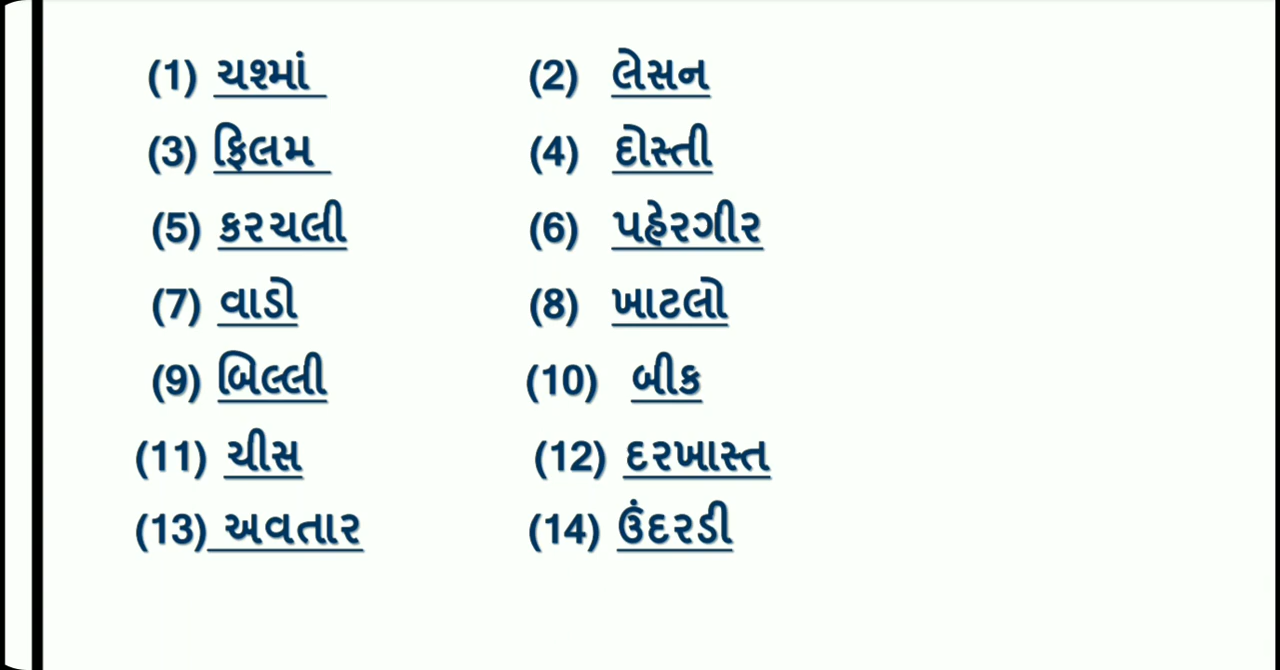 (1) ચશ્માં (2) લેસન
(3) ફિલમ (4) દોસ્તી
(5) કરચલી (6) પહેરગીર
(7) વાડો (8) ખાટલો
(9) બિલ્લી (10) બીક
(11) ચીસ (12) દરખાસ્ત
(13) અવતાર (14) ઉંદરડી